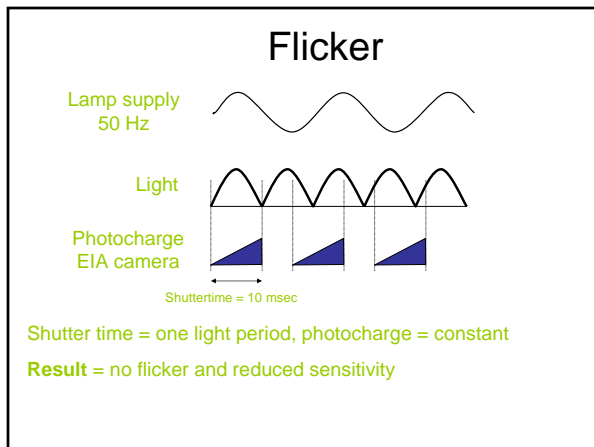 Flicker
Lamp supply
50 Hz
Light
Photocharge
EIA camera
Shuttertime = 10 msec
Shutter time = one light period, photocharge = constant
Result = no flicker and reduced sensitivity